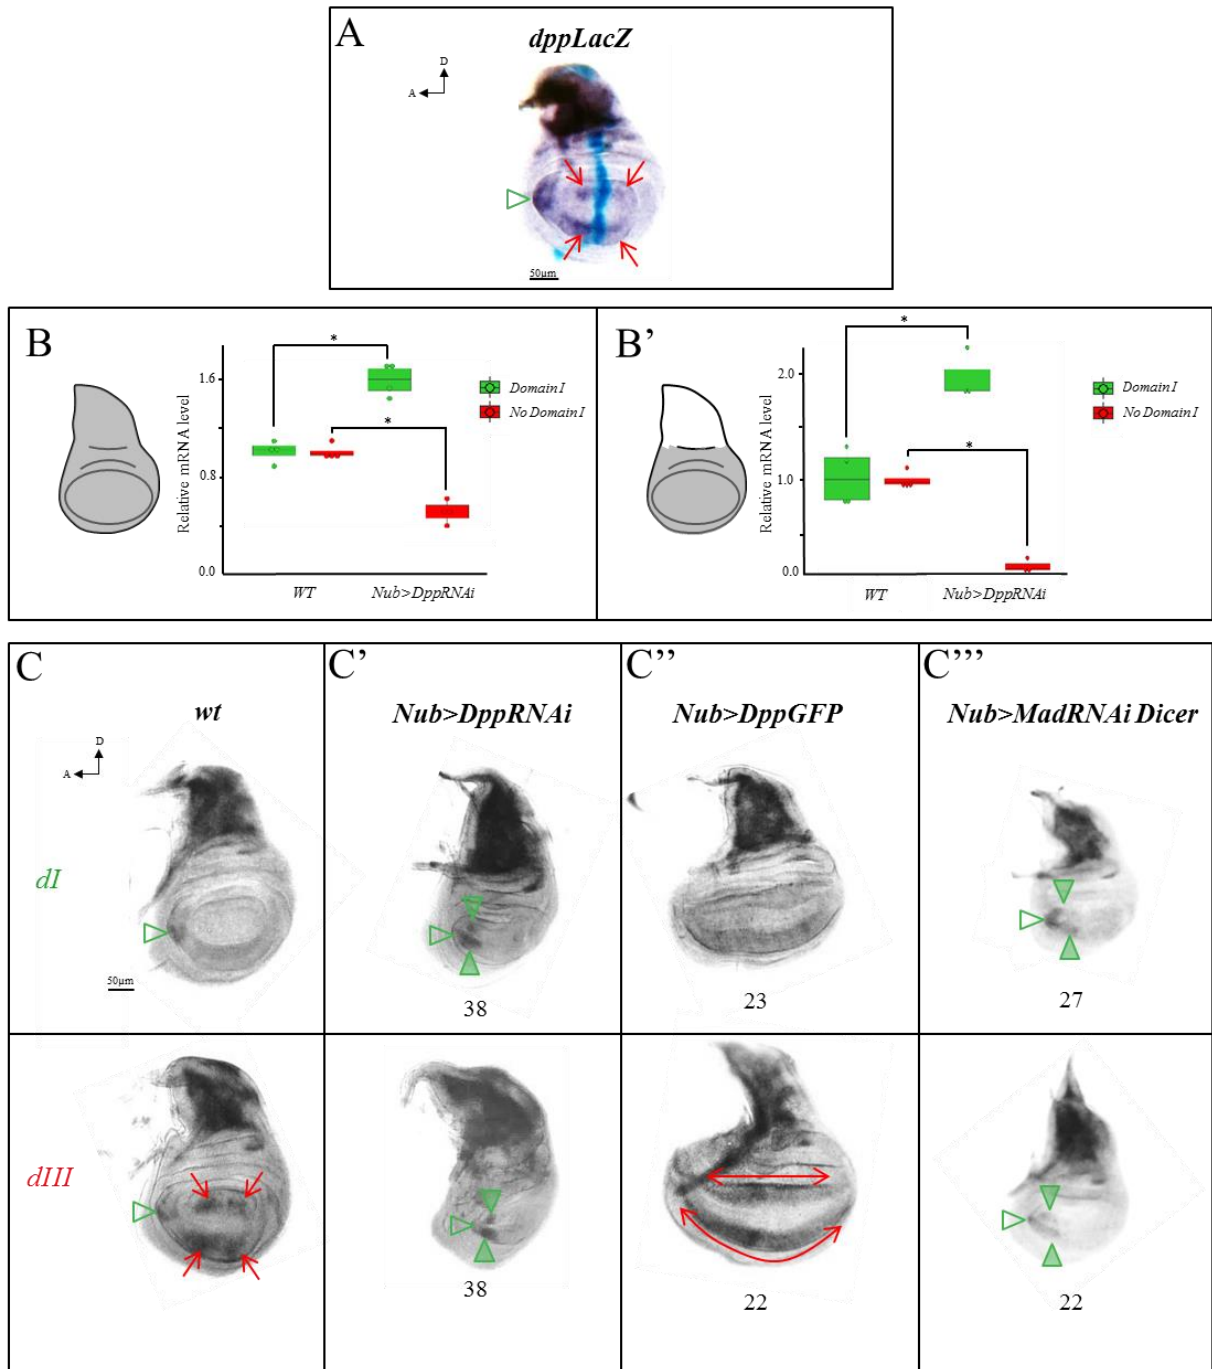 A
dppLacZ
D
A
50μm
B
Relative mRNA level
1.6
0.8
0.0
*
*
WT
Nub>DppRNAi
Domain I
No Domain I
B’
Relative mRNA level
2.0
1.0
0.0
*
*
WT
Nub>DppRNAi
Domain I
No Domain I
C
wt
C’
Nub>DppRNAi
C’’
Nub>DppGFP
C’’’
Nub>MadRNAi Dicer
D
A
dI
50μm
38
23
27
dIII
38
22
22